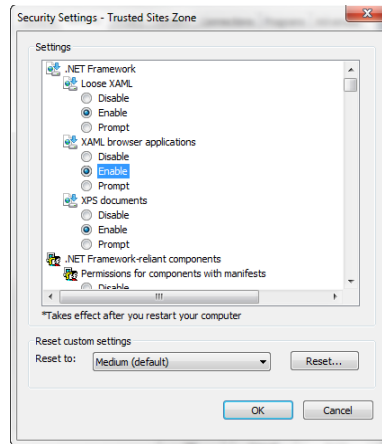 Security Settings - Trusted Sites Zone
Settings
.NET Framework
Loose XAML
Disable
Enable
Prompt
XAML browser applications
Disable
Enable
Prompt
XPS documents
Disable
Enable
Prompt
.NET Framework-reliant components
Permissions for components with manifests
Disable
*Takes effect after you restart your computer
Reset custom settings
Reset to: Medium (default) Reset...
OK Cancel